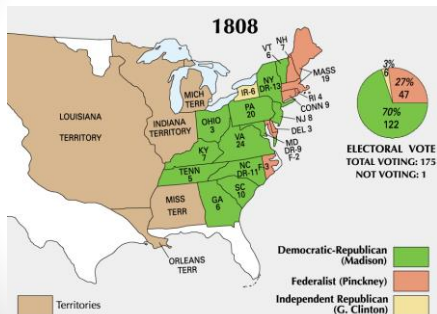 1808
VT
6
NH
7
MASS
19
NY
DR-13
IR-6
RI 4
CONN 9
MICH
TERR
PA
20
NJ 8
OHIO
3
DEL 3
INDIANA
TERRITORY
LOUISIANA
TERRITORY
VA
24
MD
DR-9
F-2
KY
7
NC
DR-11
F-3
TENN
5
SC
10
MISS
TERR
GA
6
ORLEANS
TERR
Territories
3%
6
27%
47
70%
122
ELECTORAL VOTE
TOTAL VOTING: 175
NOT VOTING: 1
Democratic-Republican
(Madison)
Federalist (Pinckney)
Independent Republican
(G. Clinton)